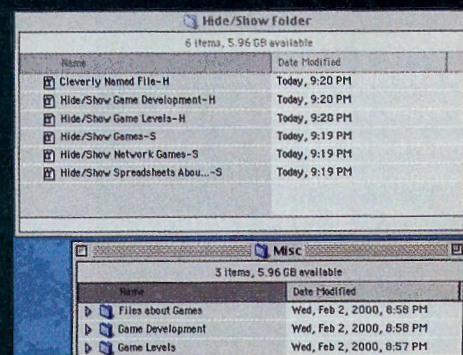 Hide/Show Folder
6 items, 5.96 GB available
Name Date Modified
Cleverly Named File-H Today, 9:20 PM
Hide/Show Game Development-H Today, 9:20 PM
Hide/Show Game Levels-H Today, 9:20 PM
Hide/Show Games-S Today, 9:19 PM
Hide/Show Network Games-S Today, 9:19 PM
Hide/Show Spreadsheets Abou...-S Today, 9:19 PM
Misc
3 items, 5.96 GB available
Name Date Modified
Files about Games Wed, Feb 2, 2000, 8:58 PM
Game Development Wed, Feb 2, 2000, 8:58 PM
Game Levels Wed, Feb 2, 2000, 8:57 PM